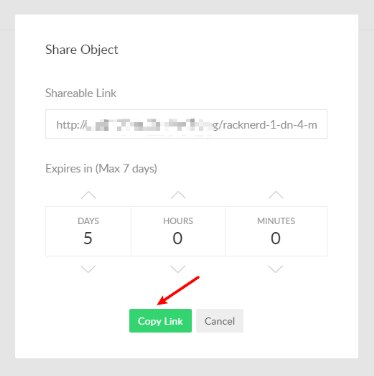 Share Object
Shareable Link
http://
g/racknerd-1-dn-4-m
Expires in (Max 7 days)
DAYS HOURS MINUTES
5 0 0
Copy Link Cancel